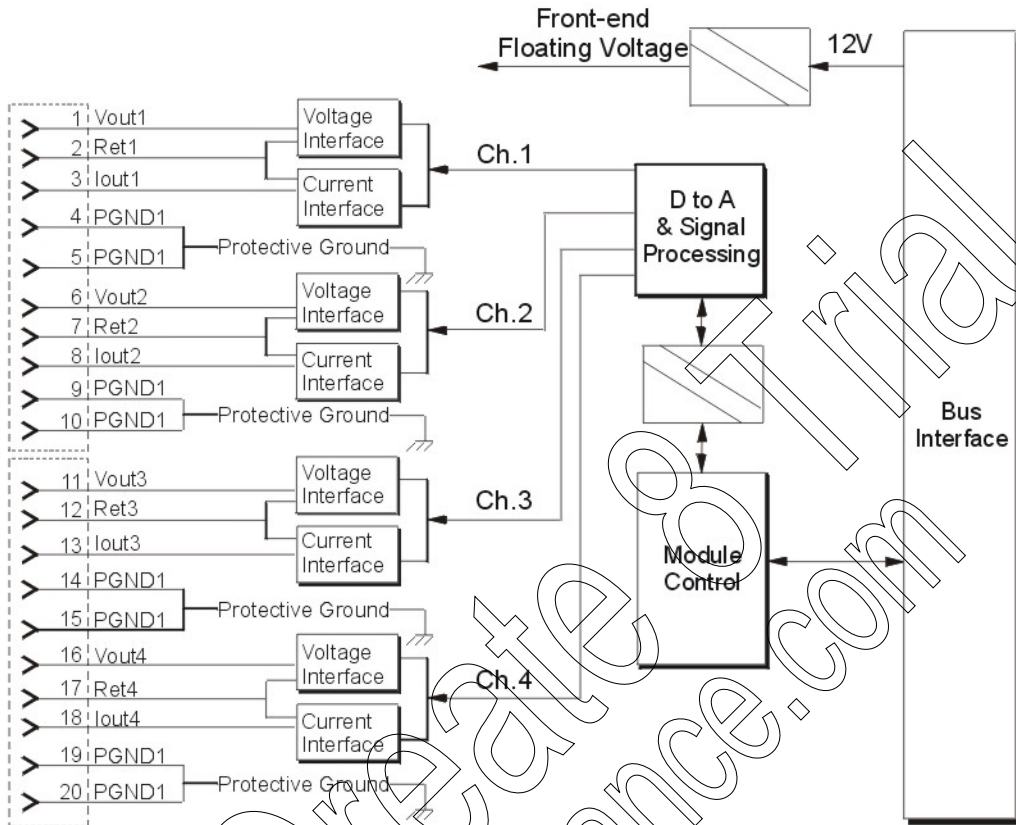 Front-end
Floating Voltage
12V
1 Vout1
2 Ret1
3 Iout1
4 PGND1
5 PGND1
Voltage
Interface
Current
Interface
Protective Ground
Ch.1
D to A
& Signal
Processing
6 Vout2
7 Ret2
8 Iout2
9 PGND1
10 PGND1
Voltage
Interface
Current
Interface
Protective Ground
Ch.2
11 Vout3
12 Ret3
13 Iout3
14 PGND1
15 PGND1
Voltage
Interface
Current
Interface
Protective Ground
Ch.3
Module
Control
Bus
Interface
16 Vout4
17 Ret4
18 Iout4
19 PGND1
20 PGND1
Voltage
Interface
Current
Interface
Protective Ground
Ch.4
reate 8 Trial
ance.com